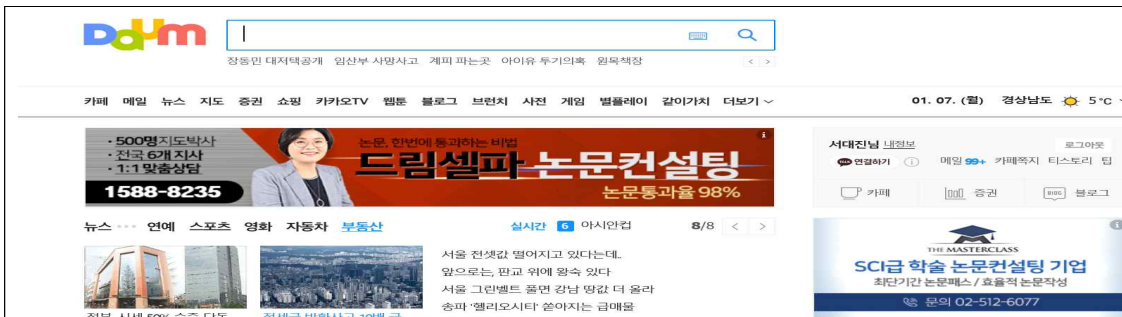 Daum
장동민 대저택공개 임산부 사망사고 계피 파는곳 아이유 투기의혹 원목책장
카페 메일 뉴스 지도 증권 쇼핑 카카오TV 웹툰 블로그 브런치 사전 게임 별플레이 같이가치 더보기
01. 07. (월) 경상남도 5°C
· 500명지도박사
· 전국 6개 지사
· 1:1 맞춤상담
1588-8235
논문, 한번에 통과하는 비법
드림셀파 논문컨설팅
논문통과율 98%
서대진님 내정보 로그아웃
TALK 연결하기 메일 99+ 카페쪽지 티스토리 팁
카페 증권 BLOG 블로그
뉴스 연예 스포츠 영화 자동차 부동산
실시간 6 아시안컵 8/8
서울 전셋값 떨어지고 있다는데..
앞으로는, 판교 위에 왕숙 있다
서울 그린벨트 풀면 강남 땅값 더 올라
송파 '헬리오시티' 쏟아지는 급매물
THE MASTERCLASS
SCI급 학술 논문컨설팅 기업
최단기간 논문패스 / 효율적 논문작성
문의 02-512-6077